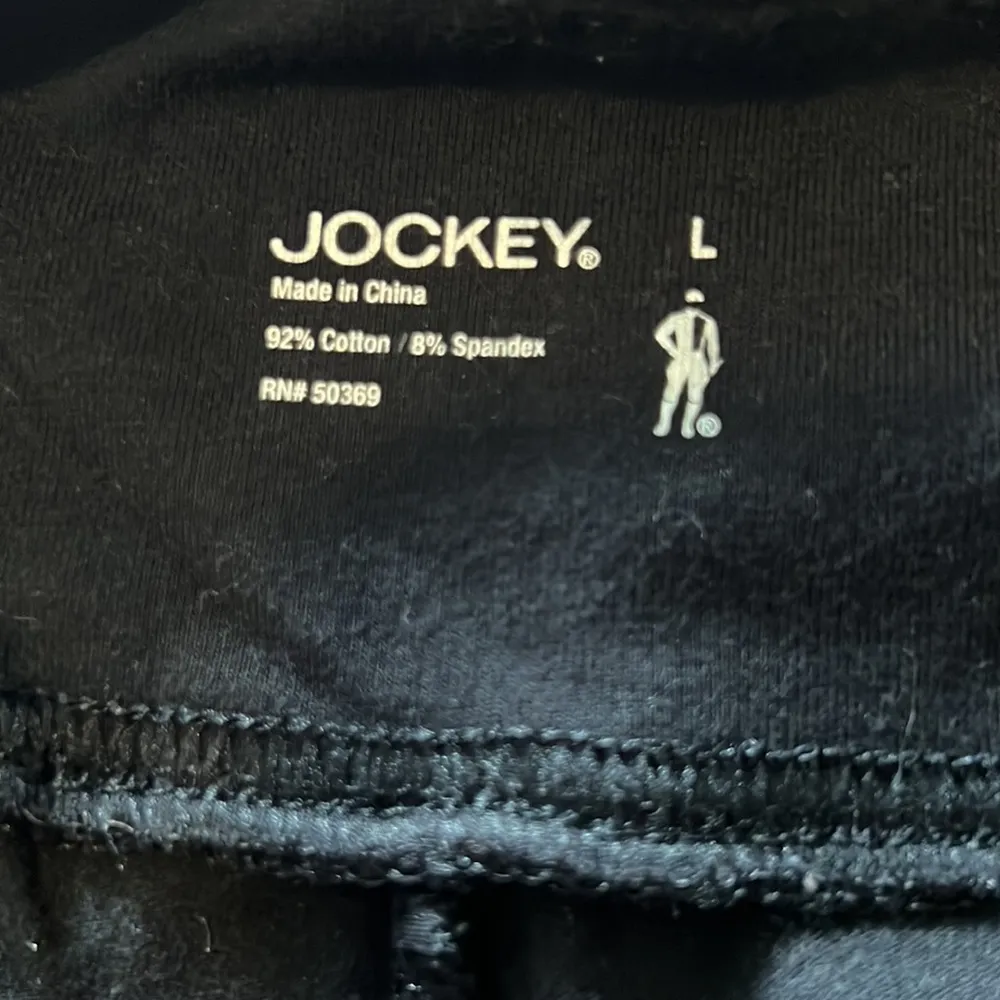 JOCKEY® L
Made in China
92% Cotton / 8% Spandex
RN# 50369
®